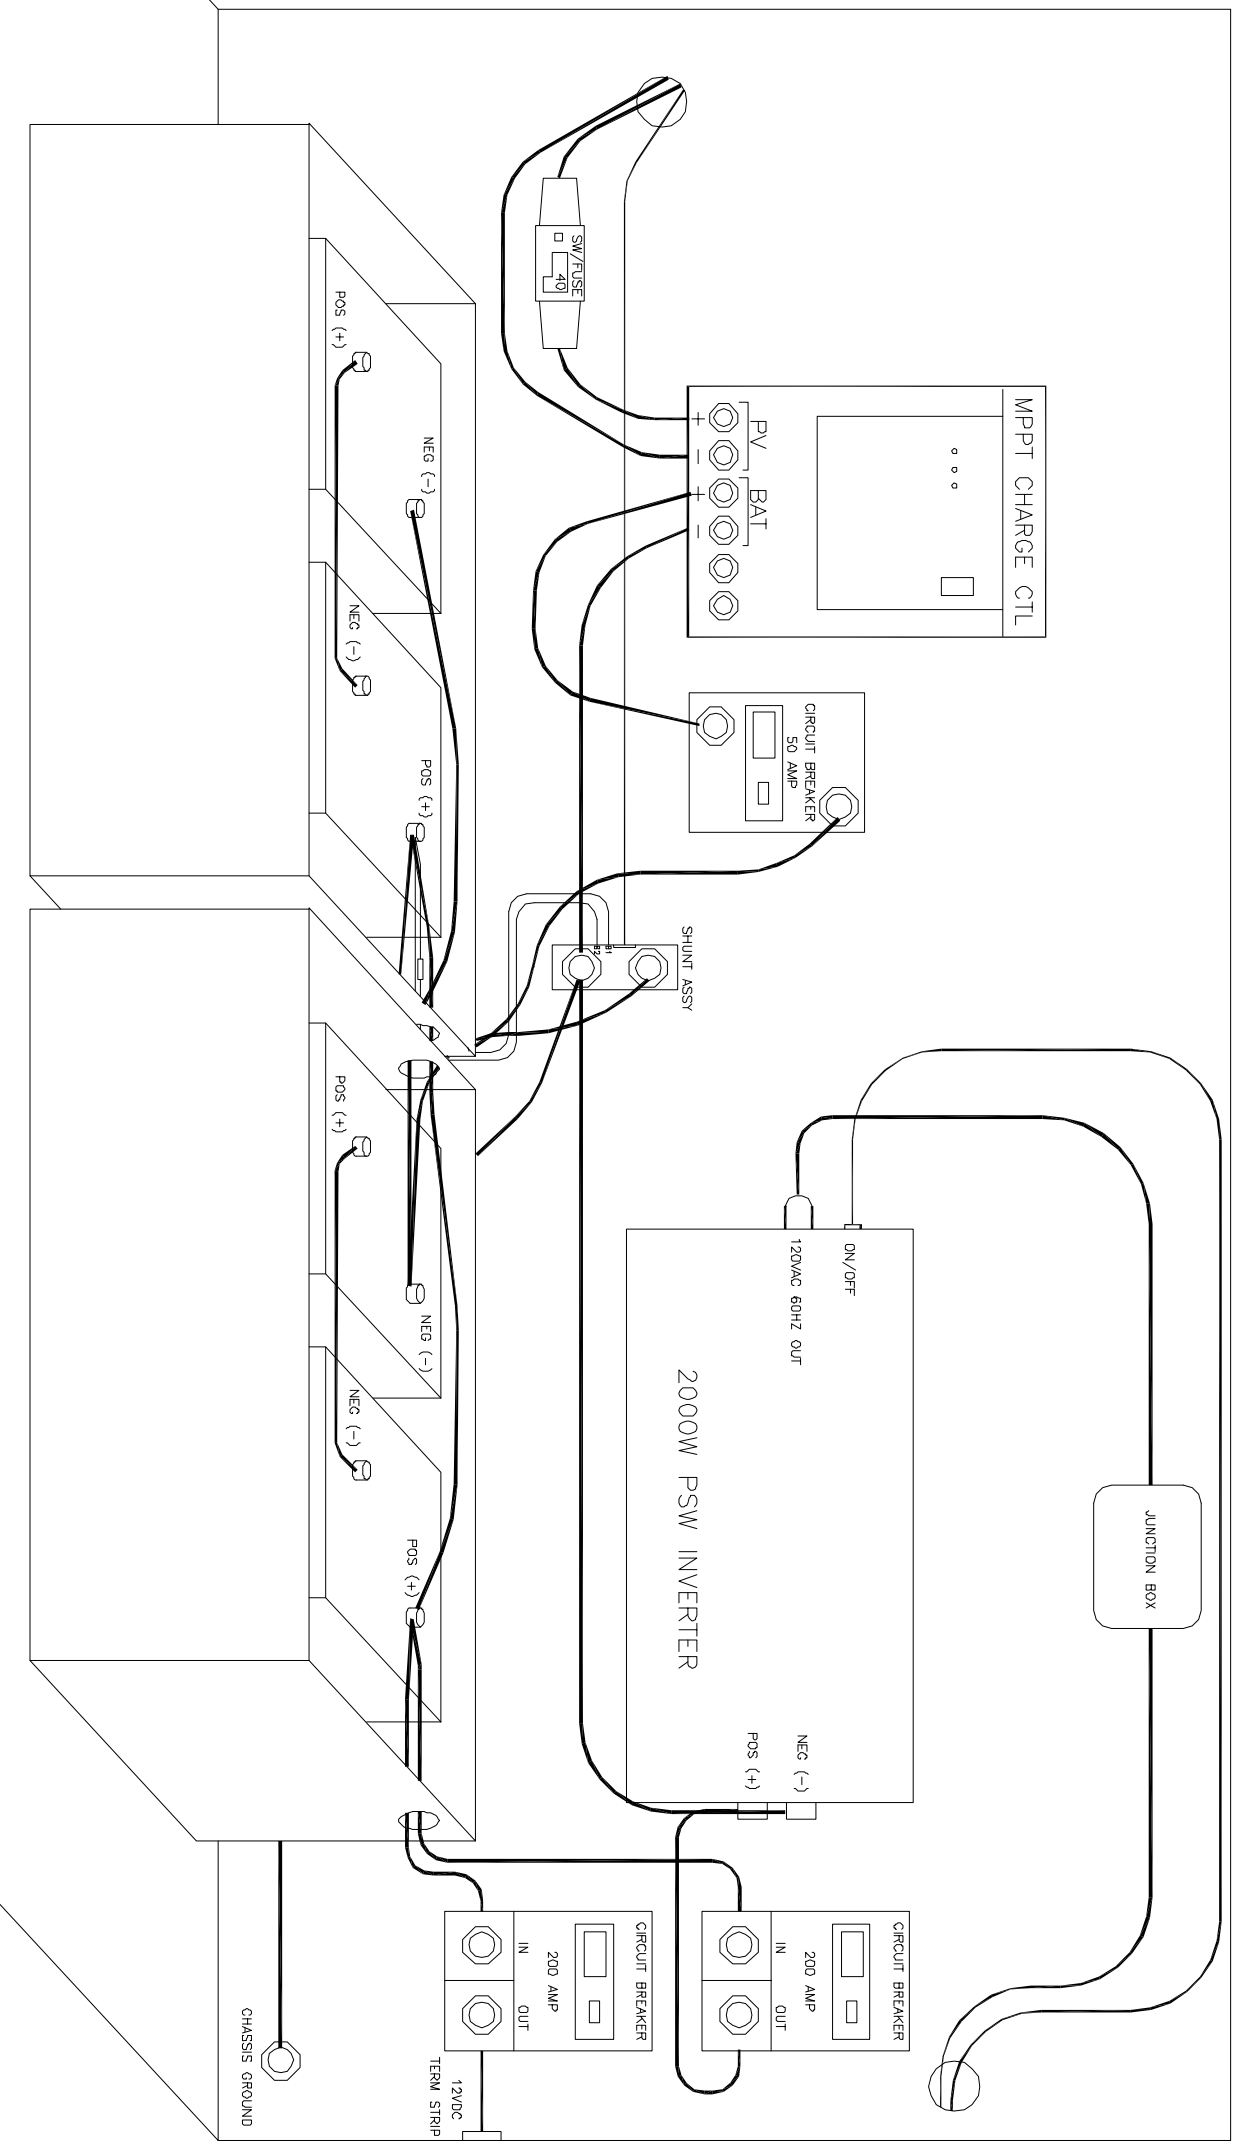 MPPT CHARGE CTL
PV
BAT
+
-
+
-
SW/FUSE
40
CIRCUIT BREAKER
50 AMP
SHUNT ASSY
B1
B2
ON/OFF
120VAC 60HZ OUT
2000W PSW INVERTER
NEG (-)
POS (+)
JUNCTION BOX
POS (+)
NEG (-)
NEG (-)
POS (+)
POS (+)
NEG (-)
NEG (-)
POS (+)
CIRCUIT BREAKER
200 AMP
IN
OUT
CIRCUIT BREAKER
200 AMP
IN
OUT
12VDC
TERM STRIP
CHASSIS GROUND